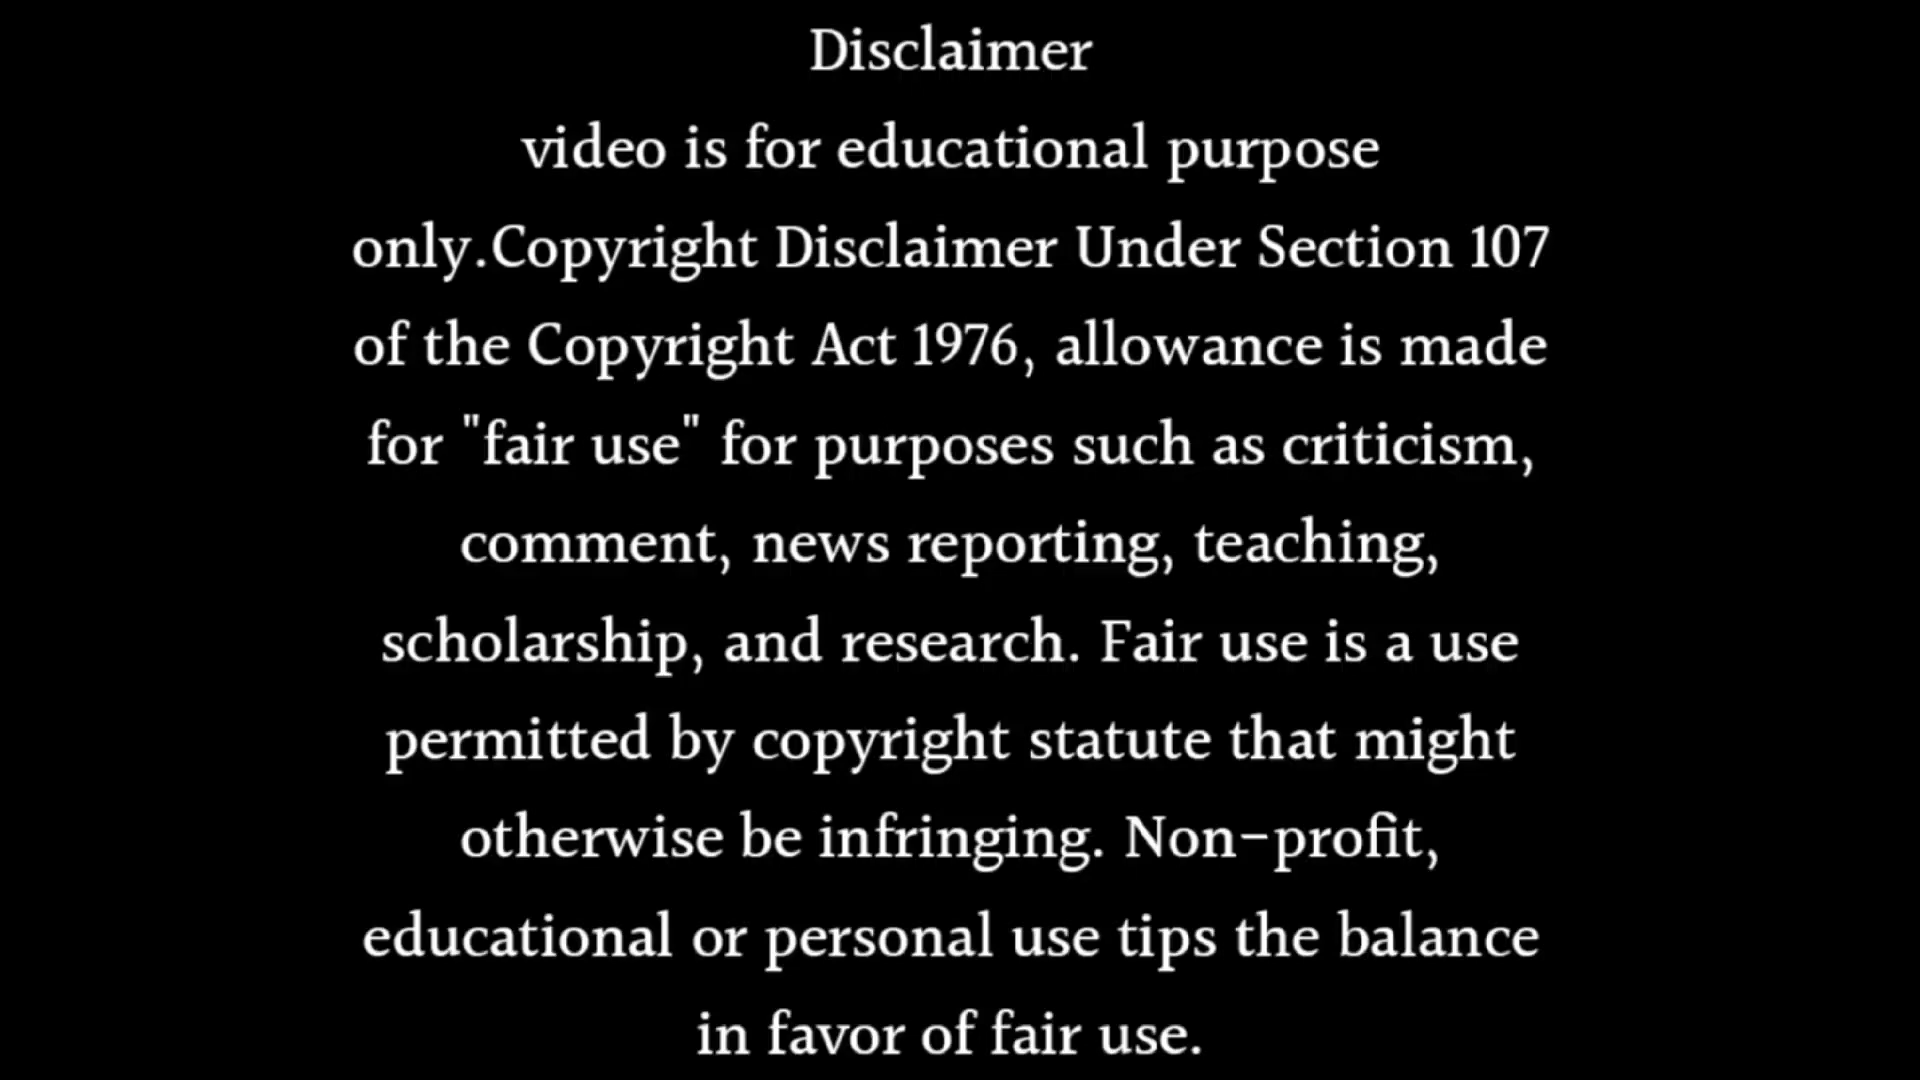 Disclaimer
video is for educational purpose
only.Copyright Disclaimer Under Section 107
of the Copyright Act 1976, allowance is made
for "fair use" for purposes such as criticism,
comment, news reporting, teaching,
scholarship, and research. Fair use is a use
permitted by copyright statute that might
otherwise be infringing. Non-profit,
educational or personal use tips the balance
in favor of fair use.